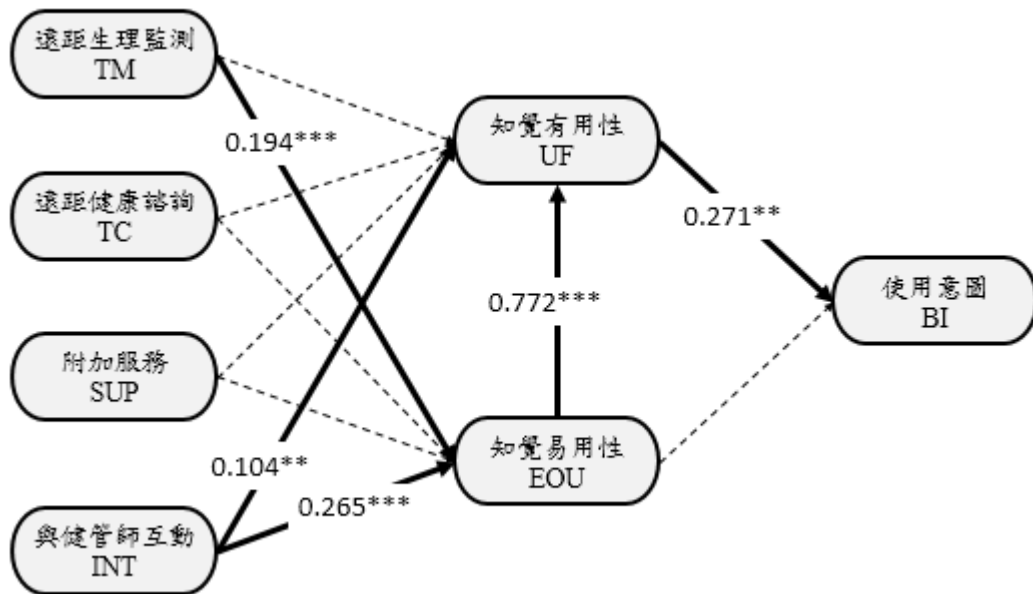 遠距生理監測
TM
0.194***
知覺有用性
UF
遠距健康諮詢
TC
0.271**
使用意圖
BI
0.772***
附加服務
SUP
知覺易用性
EOU
0.104**
0.265***
與健管師互動
INT